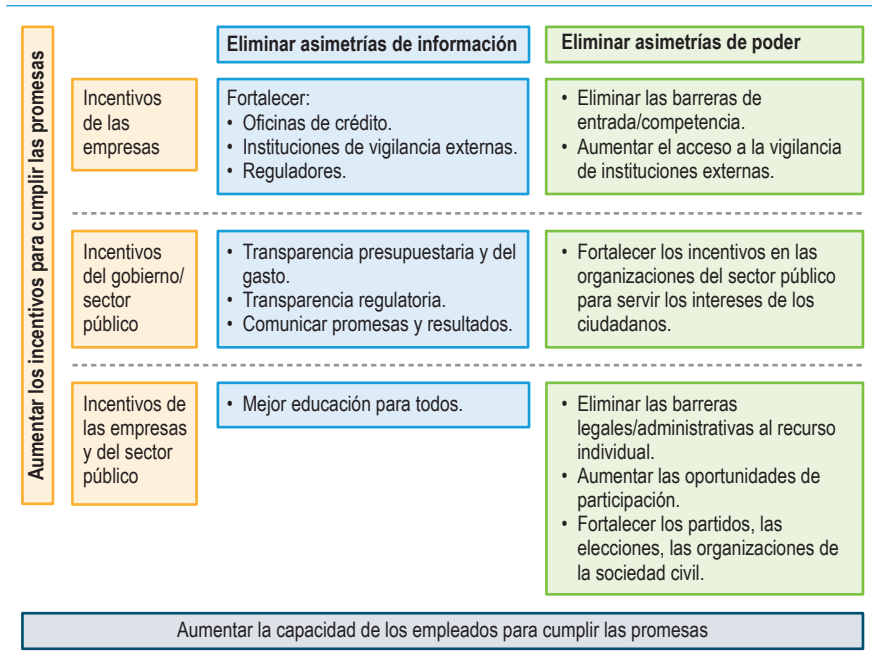 Aumentar los incentivos para cumplir las promesas
Eliminar asimetrías de información
Eliminar asimetrías de poder
Incentivos
de las
empresas
Fortalecer:
• Oficinas de crédito.
• Instituciones de vigilancia externas.
• Reguladores.
• Eliminar las barreras de
entrada/competencia.
• Aumentar el acceso a la vigilancia
de instituciones externas.
Incentivos
del gobierno/
sector
público
• Transparencia presupuestaria y del
gasto.
• Transparencia regulatoria.
• Comunicar promesas y resultados.
• Fortalecer los incentivos en las
organizaciones del sector público
para servir los intereses de los
ciudadanos.
Incentivos de
las empresas
y del sector
público
• Mejor educación para todos.
• Eliminar las barreras
legales/administrativas al recurso
individual.
• Aumentar las oportunidades de
participación.
• Fortalecer los partidos, las
elecciones, las organizaciones de
la sociedad civil.
Aumentar la capacidad de los empleados para cumplir las promesas